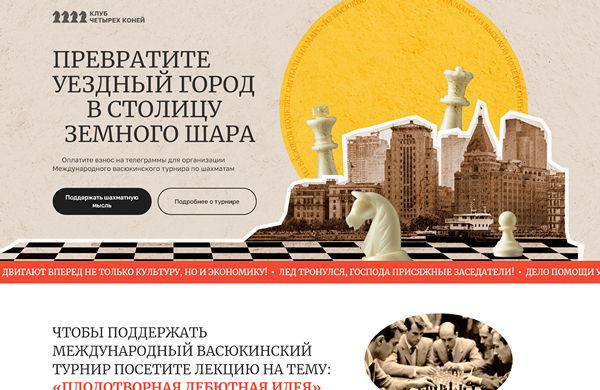 КЛУБ
ЧЕТЫРЕХ КОНЕЙ
ПРЕВРАТИТЕ
УЕЗДНЫЙ ГОРОД
В СТОЛИЦУ
ЗЕМНОГО ШАРА
Оплатите взнос на телеграммы для организации
Международного васюкинского турнира по шахматам
Поддержать шахматную
мысль
Подробнее о турнире
ДВИГАЮТ ВПЕРЕД НЕ ТОЛЬКО КУЛЬТУРУ, НО И ЭКОНОМИКУ! • ЛЕД ТРОНУЛСЯ, ГОСПОДА ПРИСЯЖНЫЕ ЗАСЕДАТЕЛИ! • ДЕЛО ПОМОЩИ
ЧТОБЫ ПОДДЕРЖАТЬ
МЕЖДУНАРОДНЫЙ ВАСЮКИНСКИЙ
ТУРНИР ПОСЕТИТЕ ЛЕКЦИЮ НА ТЕМУ:
«ПЛОДОТВОРНАЯ ДЕБЮТНАЯ ИДЕЯ»